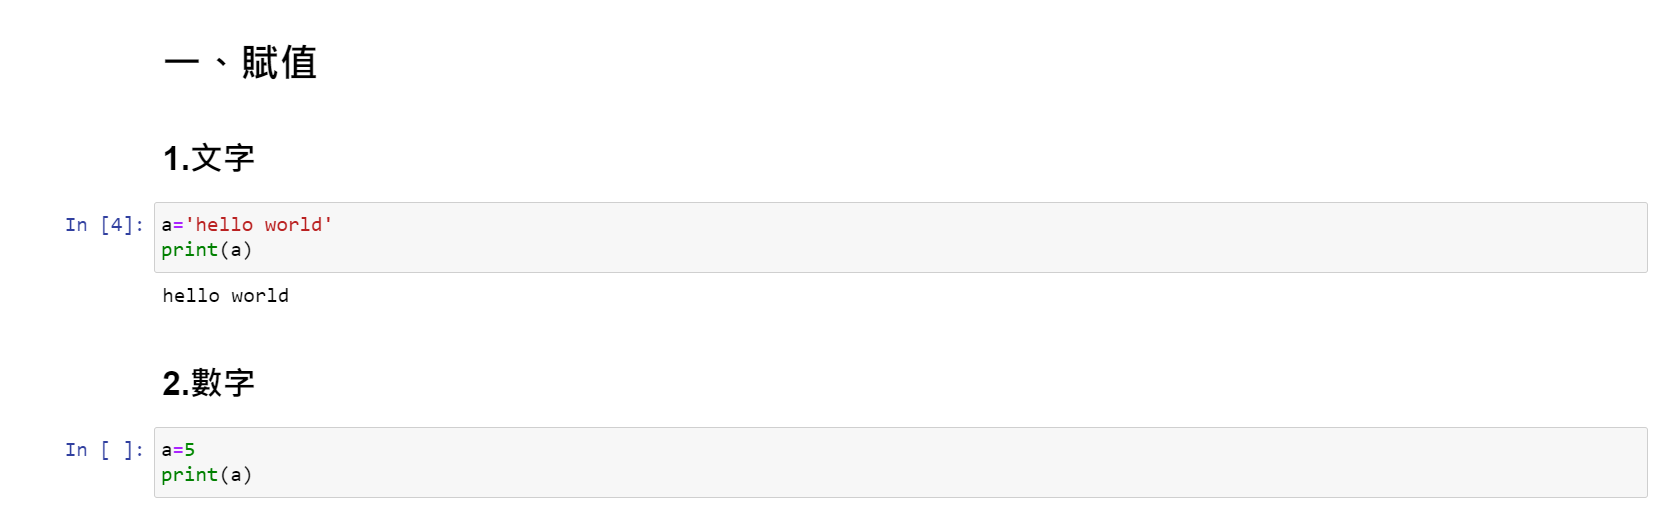 一、賦值
1.文字
In [4]: a='hello world'
print(a)
hello world
2.數字
In [ ]: a=5
print(a)